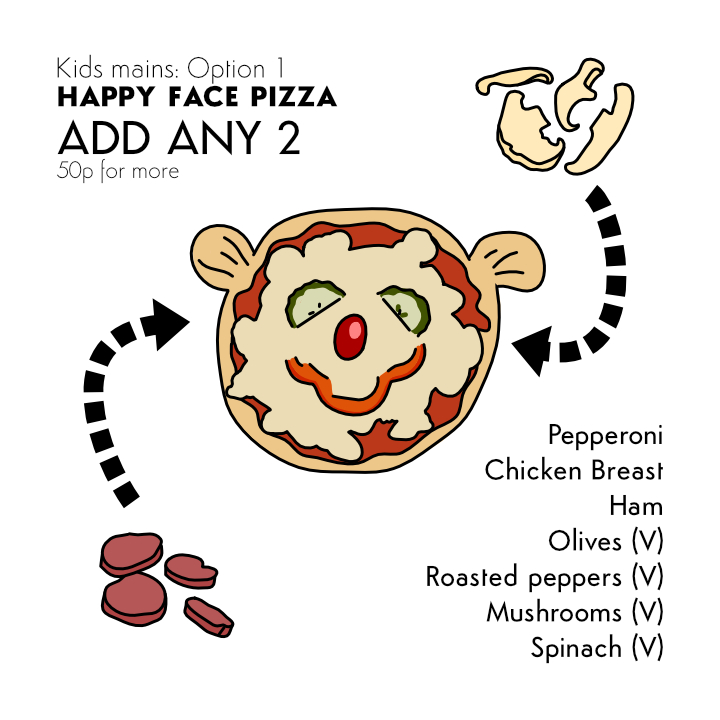 Kids mains: Option 1
HAPPY FACE PIZZA
ADD ANY 2
50p for more
Pepperoni
Chicken Breast
Ham
Olives (V)
Roasted peppers (V)
Mushrooms (V)
Spinach (V)